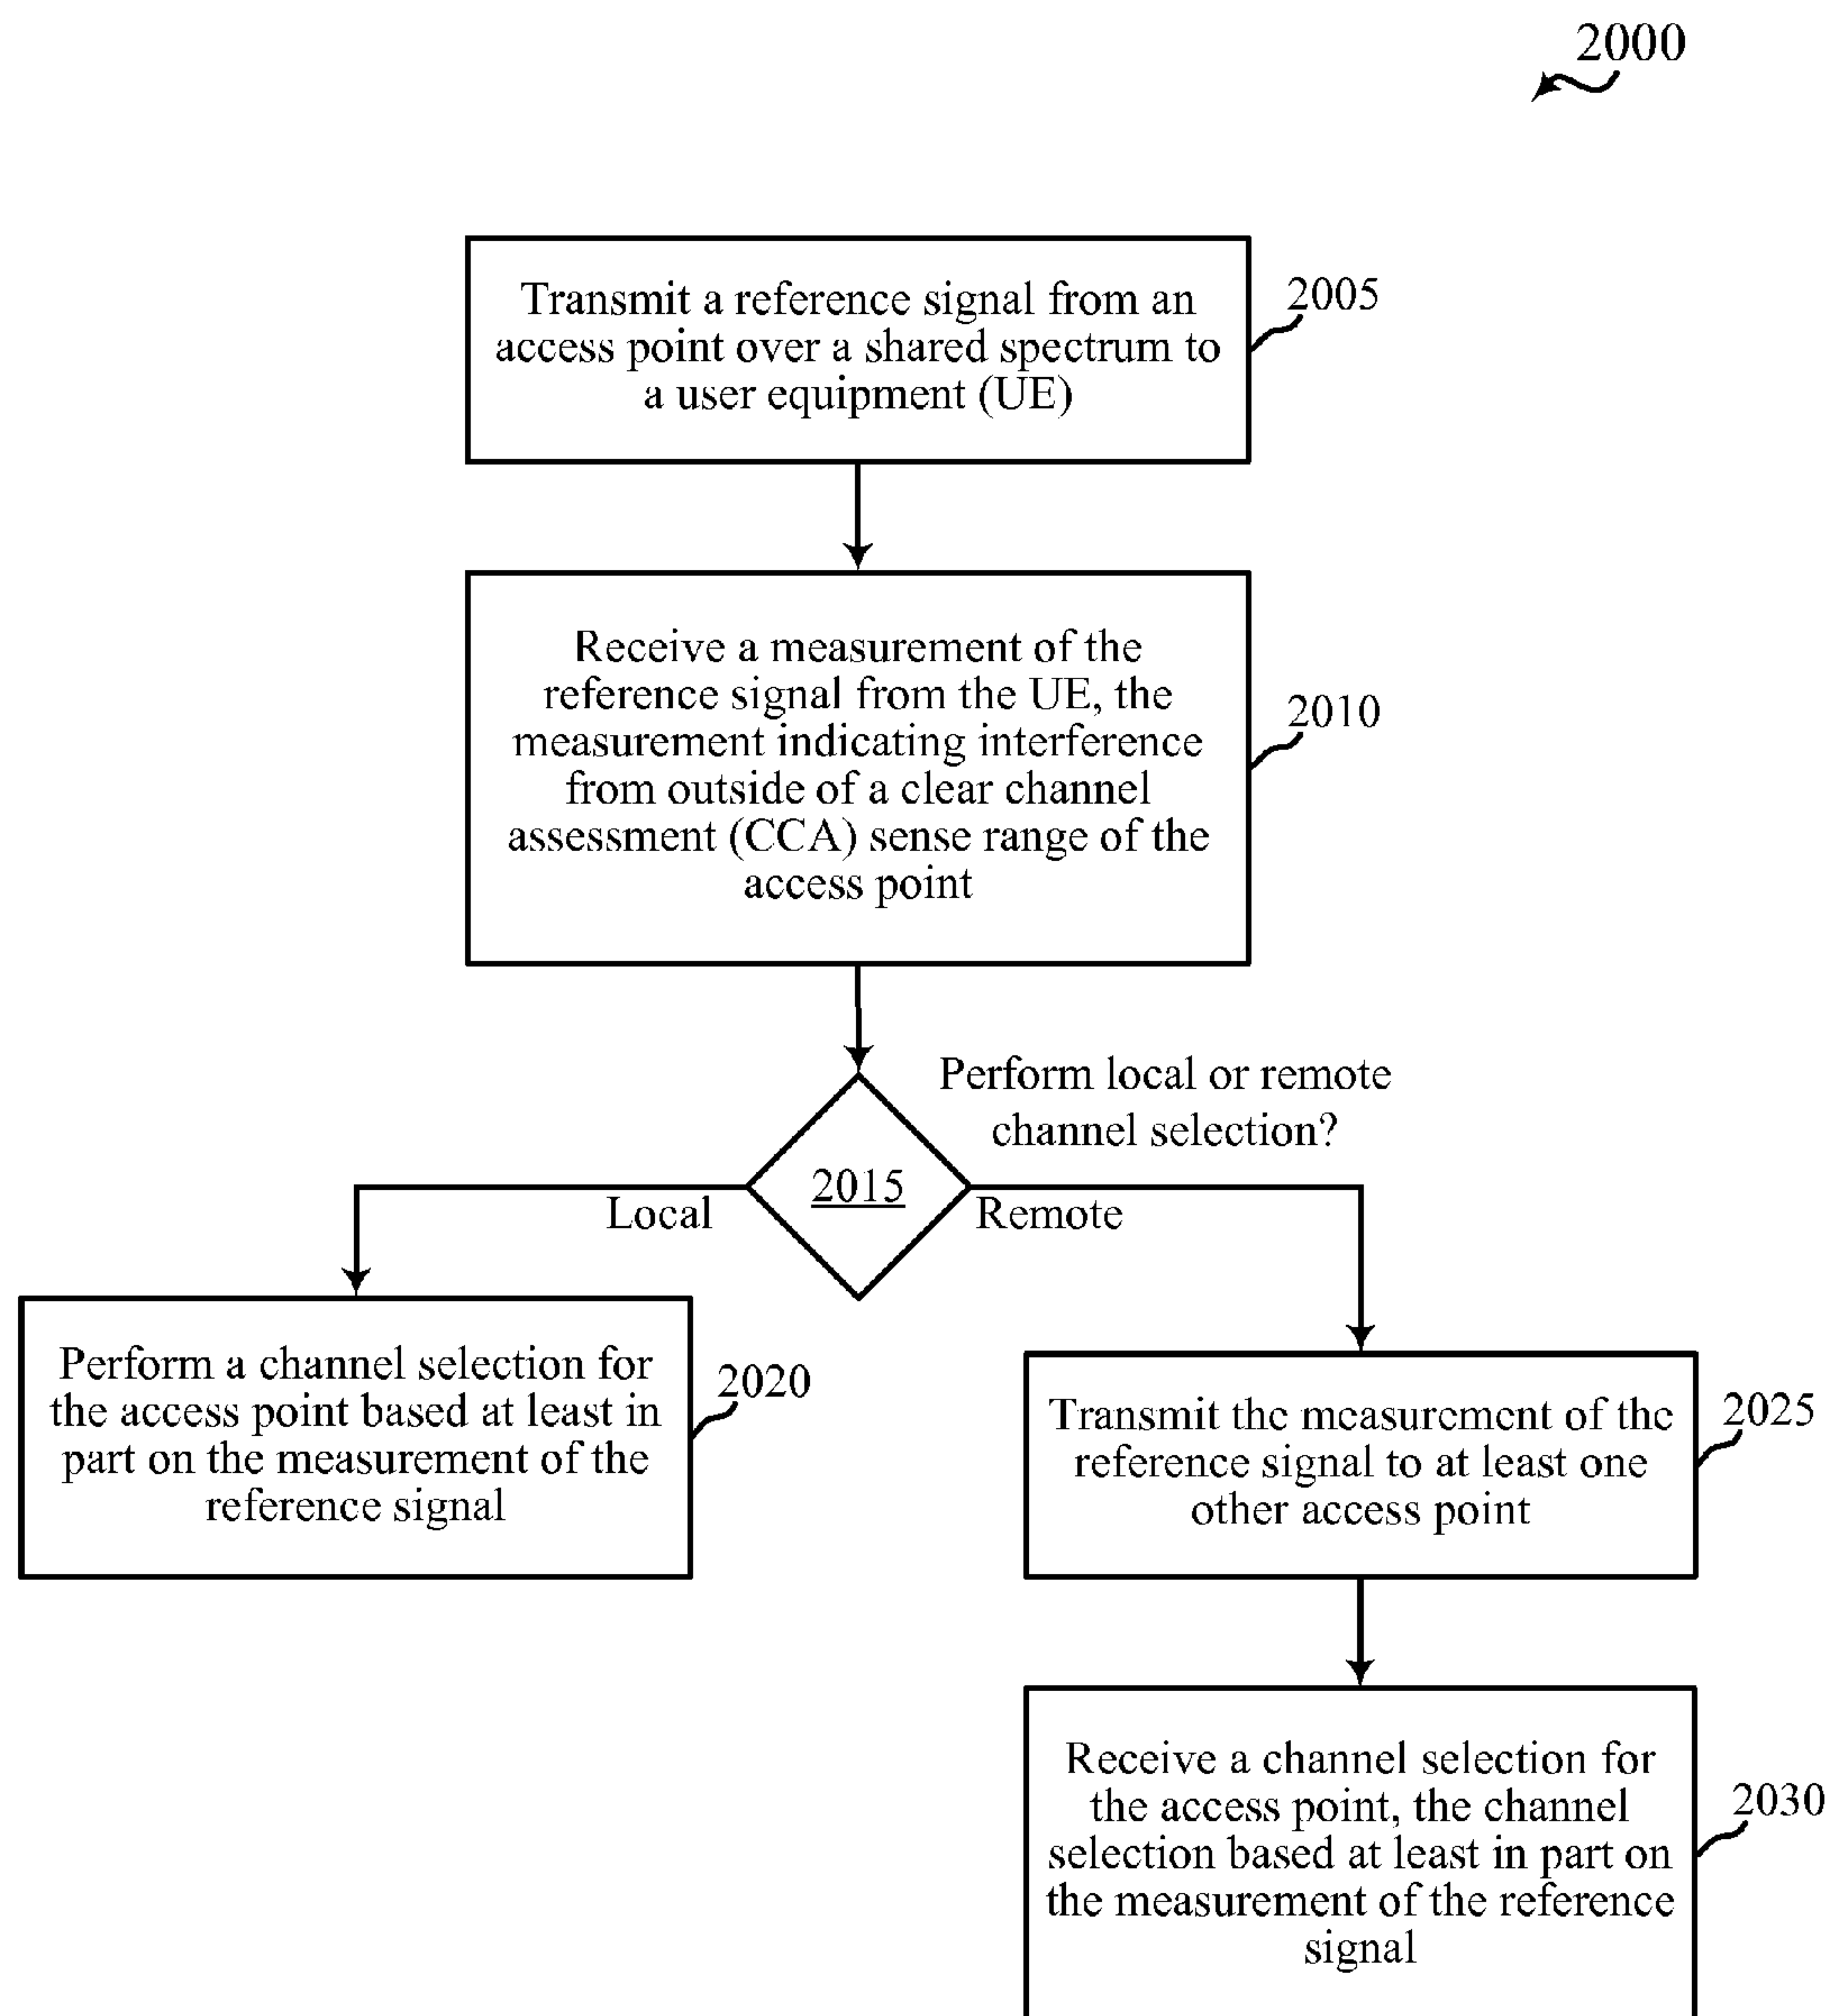 2000
Transmit a reference signal from an
access point over a shared spectrum to
a user equipment (UE)
2005
Receive a measurement of the
reference signal from the UE, the
measurement indicating interference
from outside of a clear channel
assessment (CCA) sense range of the
access point
2010
Perform local or remote
channel selection?
2015
Local
Remote
Perform a channel selection for
the access point based at least in
part on the measurement of the
reference signal
2020
Transmit the measurement of the
reference signal to at least one
other access point
2025
Receive a channel selection for
the access point, the channel
selection based at least in part on
the measurement of the reference
signal
2030